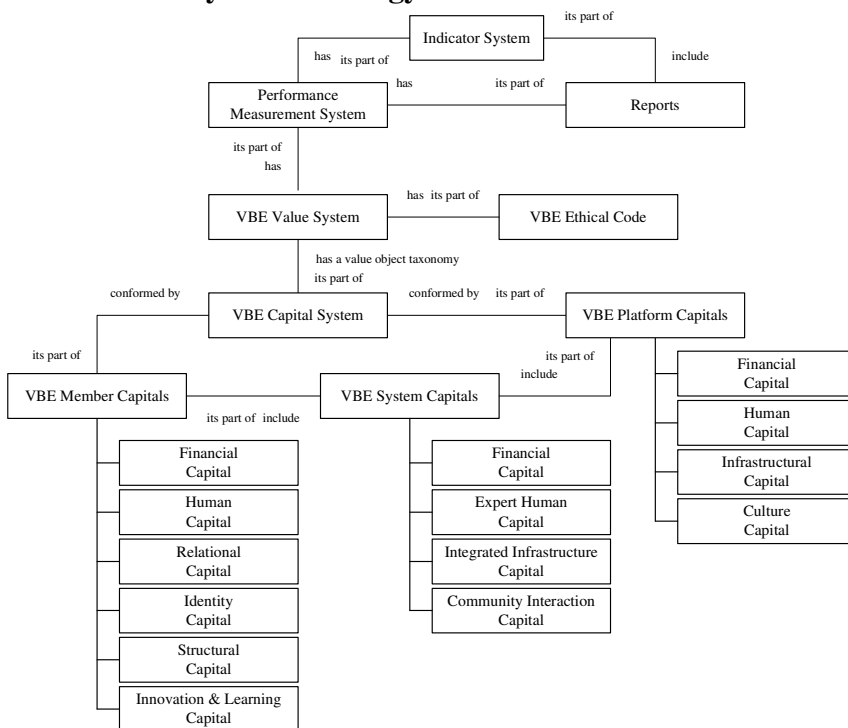 Indicator System
its part of
has
its part of
include
has
its part of
Performance
Measurement System
Reports
its part of
has
has its part of
VBE Value System
VBE Ethical Code
has a value object taxonomy
its part of
conformed by
conformed by
its part of
VBE Capital System
VBE Platform Capitals
its part of
its part of
include
VBE Member Capitals
VBE System Capitals
its part of include
Financial
Capital
Human
Capital
Infrastructural
Capital
Culture
Capital
Financial
Capital
Human
Capital
Relational
Capital
Identity
Capital
Structural
Capital
Innovation & Learning
Capital
Financial
Capital
Expert Human
Capital
Integrated Infrastructure
Capital
Community Interaction
Capital